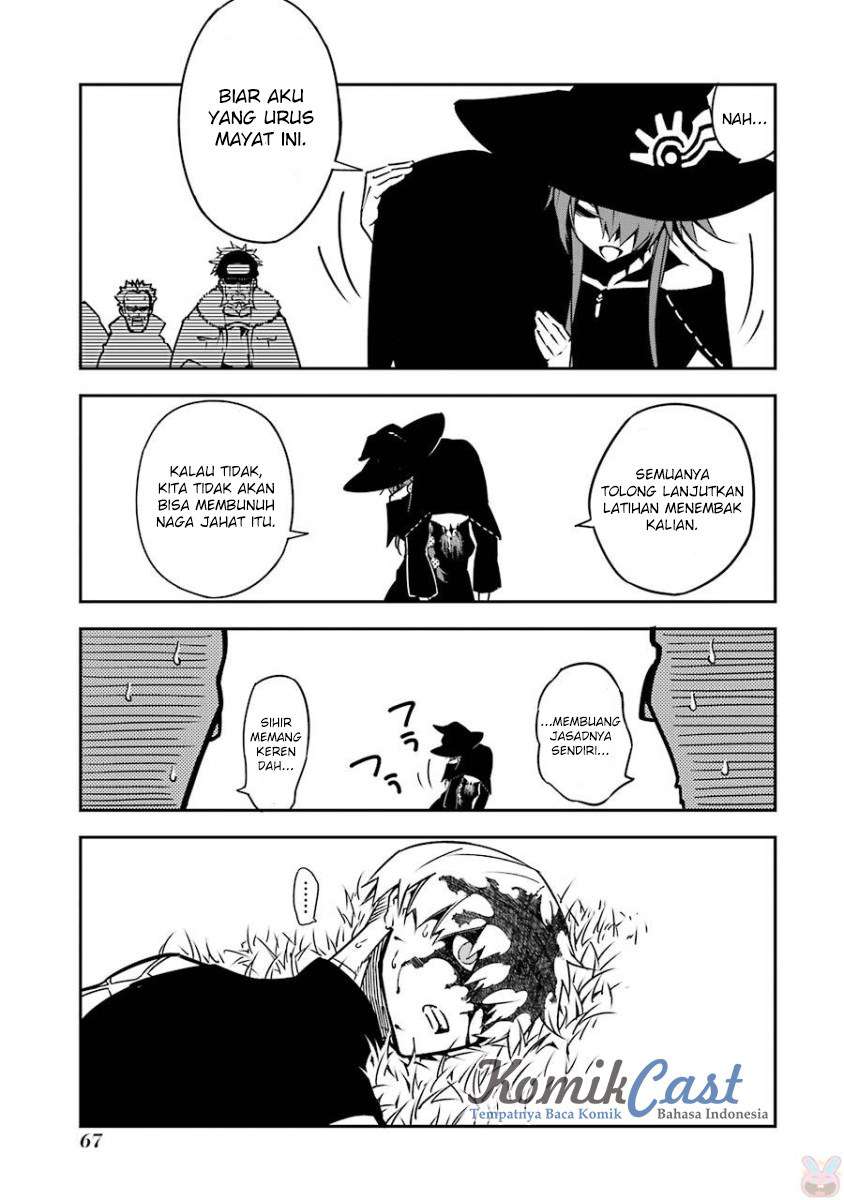 NAH...
BIAR AKU
YANG URUS
MAYAT INI.
SEMUANYA
TOLONG LANJUTKAN
LATIHAN MENEMBAK
KALIAN.
KALAU TIDAK,
KITA TIDAK AKAN
BISA MEMBUNUH
NAGA JAHAT ITU.
...MEMBUANG
JASADNYA
SENDIRI...
フラフラ
SIHIR
MEMANG
KEREN
DAH...
......
KomikCast
Tempatnya Baca Komik Bahasa Indonesia
67